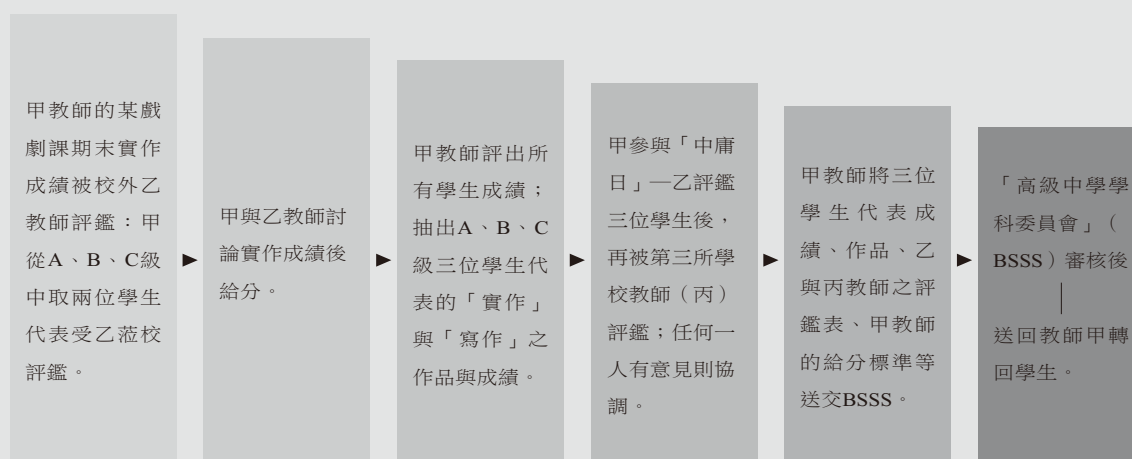 甲教師的某戲
劇課期末實作
成績被校外乙
教師評鑑：甲
從A、B、C級
中取兩位學生
代表受乙蒞校
評鑑。
甲與乙教師討
論實作成績後
給分。
甲教師評出所
有學生成績；
抽出A、B、C
級三位學生代
表的「實作」
與「寫作」之
作品與成績。
甲參與「中庸
日」—乙評鑑
三位學生後，
再被第三所學
校教師（丙）
評鑑；任何一
人有意見則協
調。
甲教師將三位
學生代表成
績、作品、乙
與丙教師之評
鑑表、甲教師
的給分標準等
送交BSSS。
「高級中學學
科委員會」（
BSSS）審核後
送回教師甲轉
回學生。